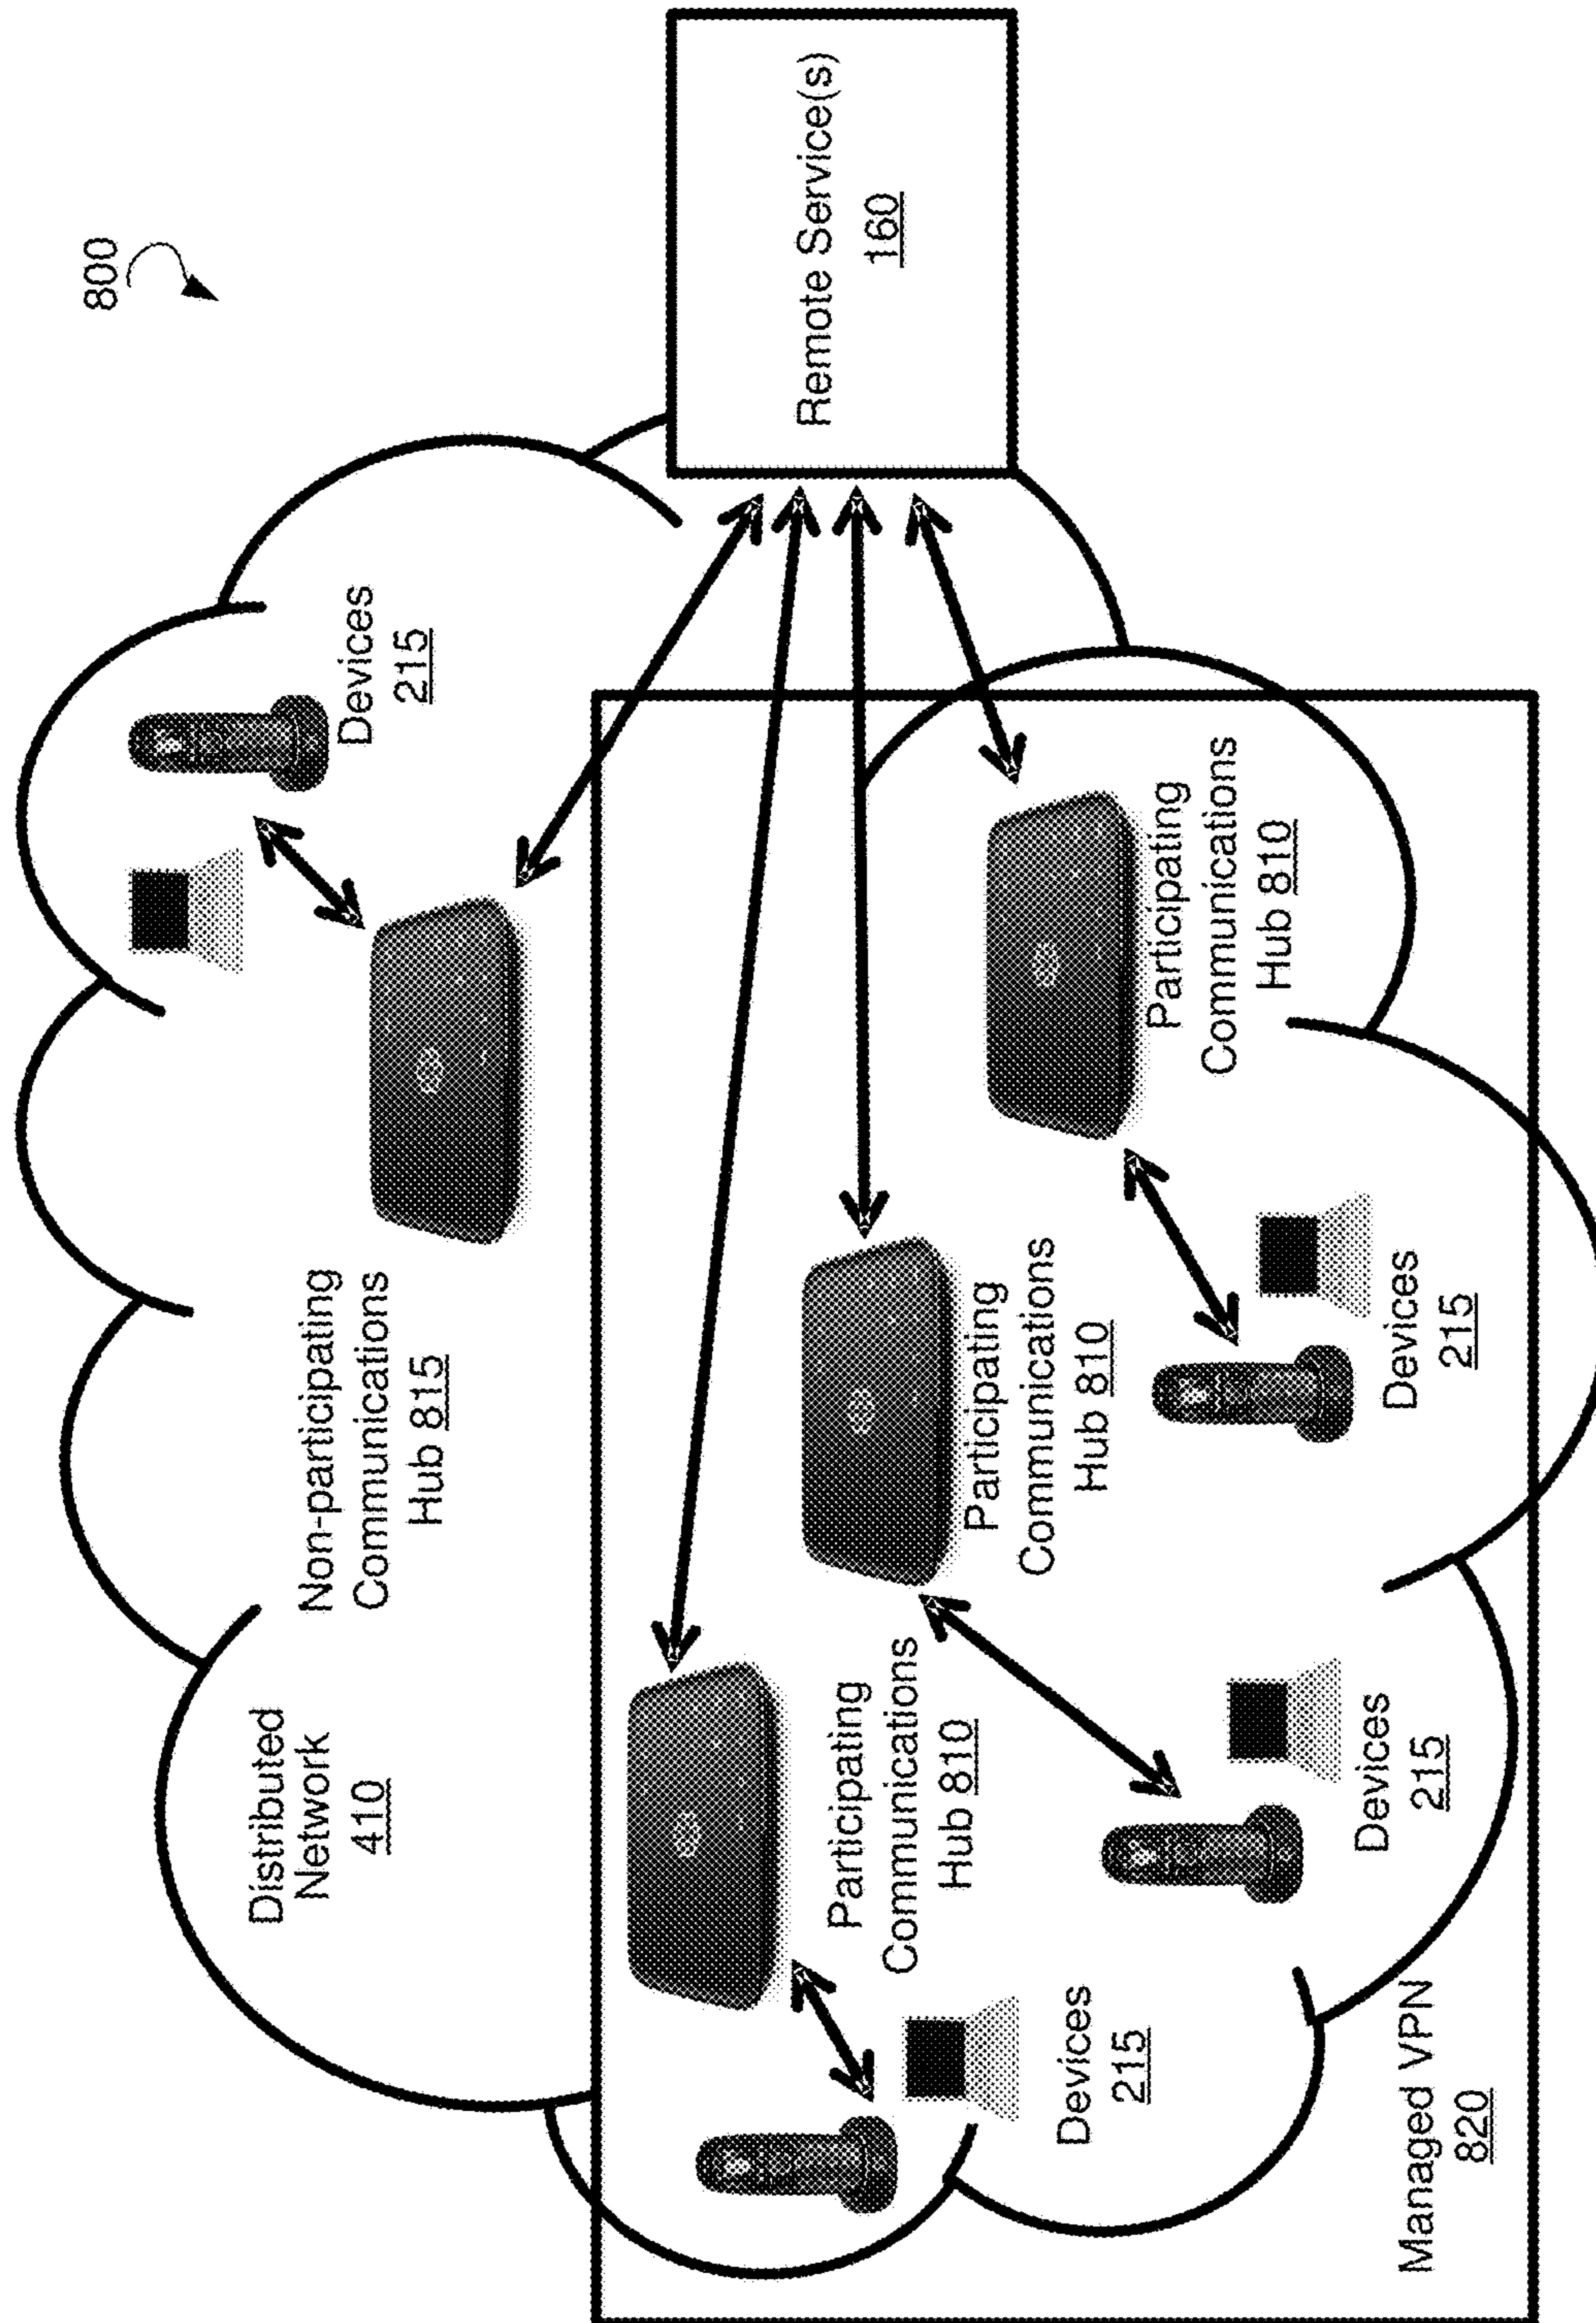 800
Distributed
Network
410
Non-participating
Communications
Hub 815
Devices
215
Remote Service(s)
160
Participating
Communications
Hub 810
Participating
Communications
Hub 810
Participating
Communications
Hub 810
Devices
215
Devices
215
Devices
215
Managed VPN
820